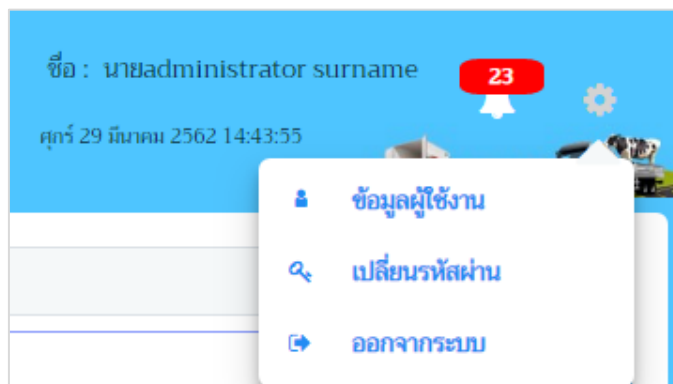 ชื่อ : นายadministrator surname
23
ศุกร์ 29 มีนาคม 2562 14:43:55
ข้อมูลผู้ใช้งาน
เปลี่ยนรหัสผ่าน
ออกจากระบบ